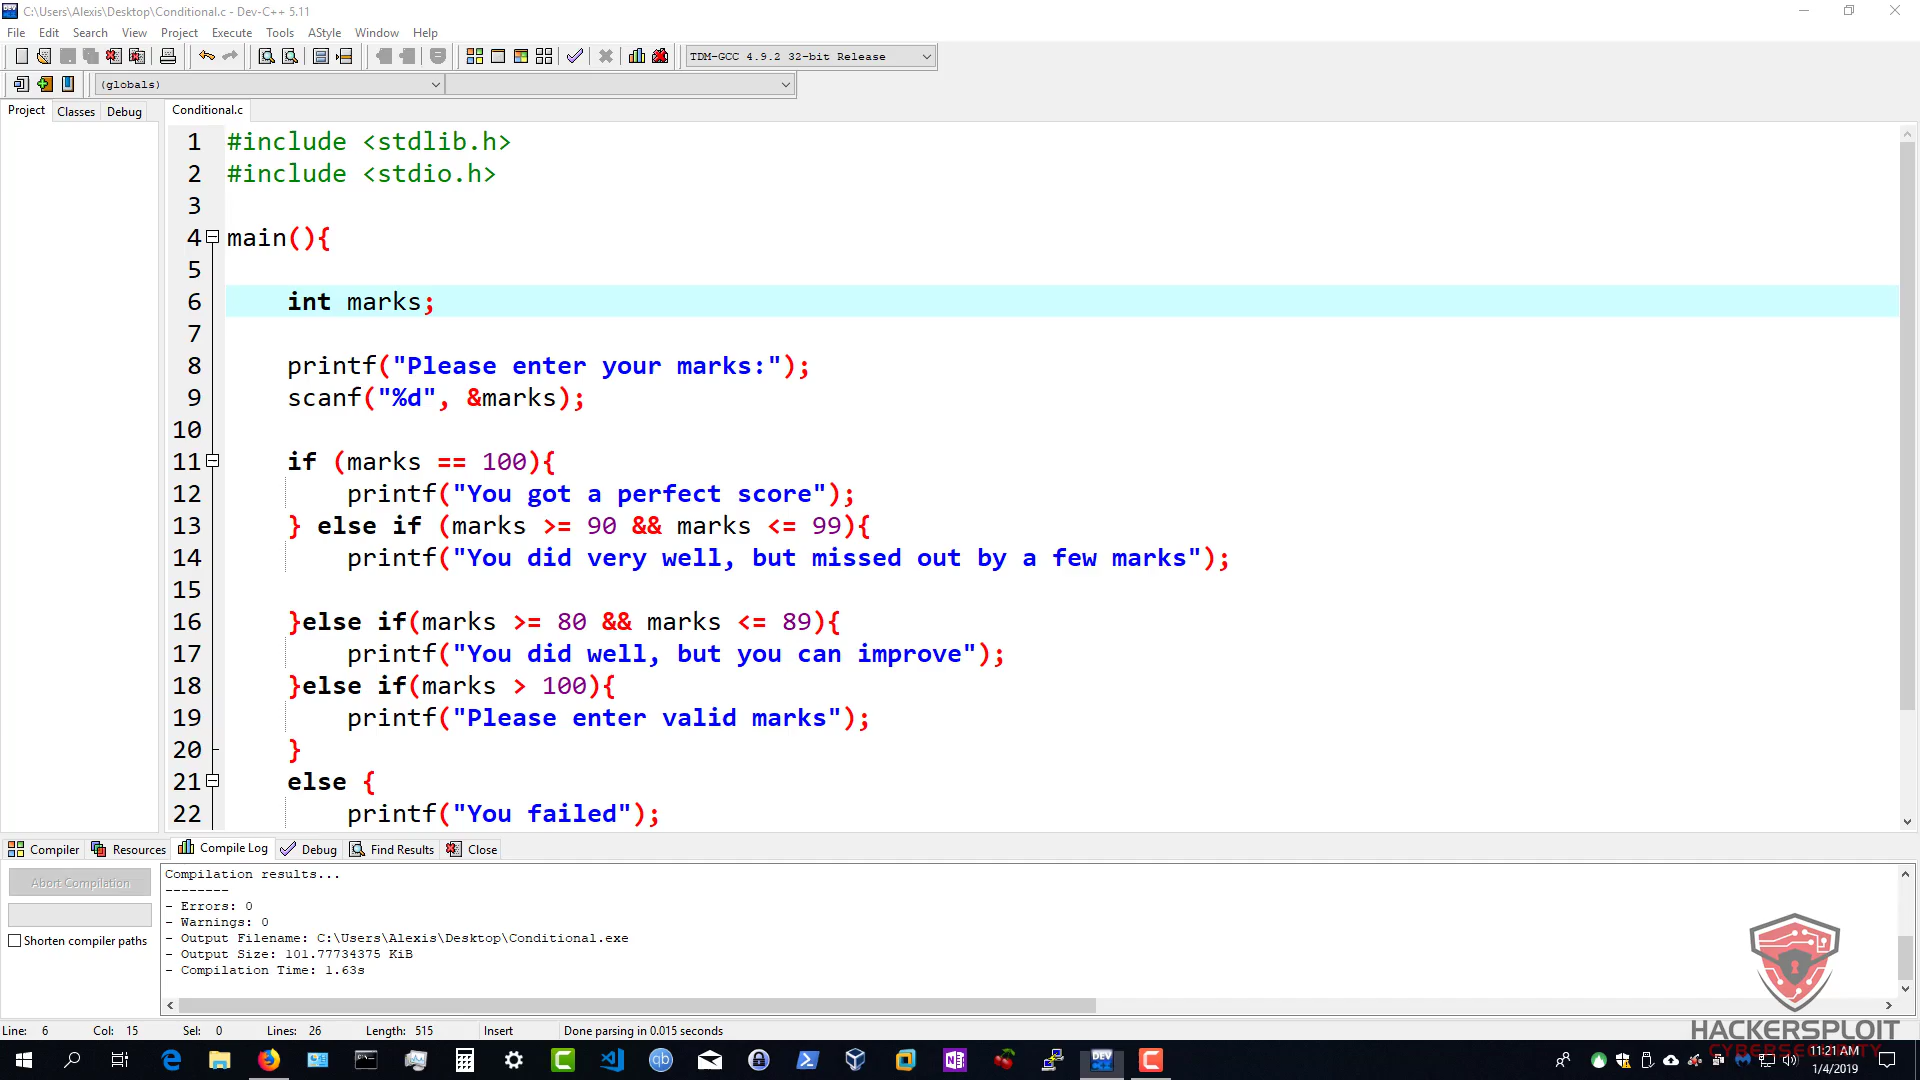 C:\Users\Alexis\Desktop\Conditional.c - Dev-C++ 5.11
File Edit Search View Project Execute Tools AStyle Window Help
TDM-GCC 4.9.2 32-bit Release
(globals)
Project Classes Debug Conditional.c
1 #include <stdlib.h>
2 #include <stdio.h>
3
4 main(){
5
6 int marks;
7
8 printf("Please enter your marks:");
9 scanf("%d", &marks);
10
11 if (marks == 100){
12 printf("You got a perfect score");
13 } else if (marks >= 90 && marks <= 99){
14 printf("You did very well, but missed out by a few marks");
15
16 }else if(marks >= 80 && marks <= 89){
17 printf("You did well, but you can improve");
18 }else if(marks > 100){
19 printf("Please enter valid marks");
20 }
21 else {
22 printf("You failed");
Compiler Resources Compile Log Debug Find Results Close
Abort Compilation
Shorten compiler paths
Compilation results...
--------
- Errors: 0
- Warnings: 0
- Output Filename: C:\Users\Alexis\Desktop\Conditional.exe
- Output Size: 101.77734375 KiB
- Compilation Time: 1.63s
Line: 6 Col: 15 Sel: 0 Lines: 26 Length: 515 Insert Done parsing in 0.015 seconds
HACKERSPLOIT
CYBERSECURITY
DEV
qb
11:21 AM
1/4/2019